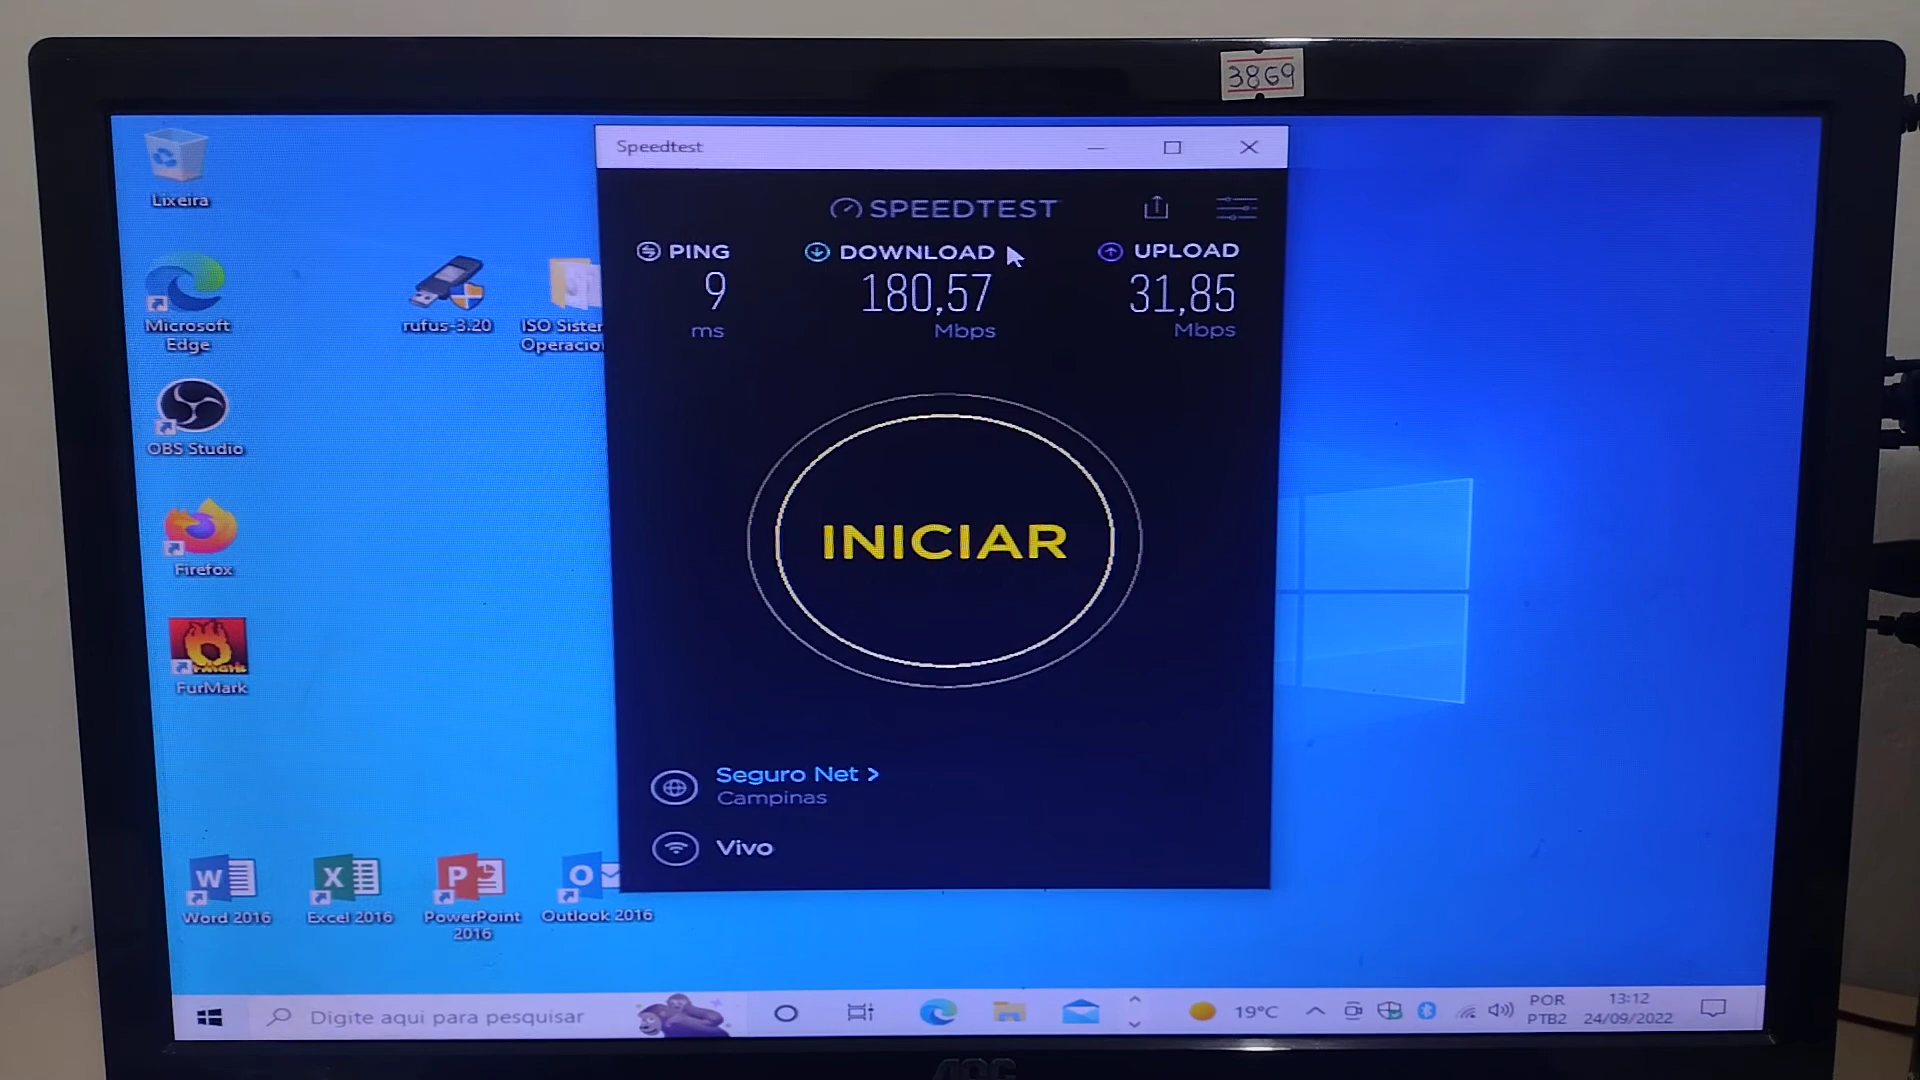 3869
Speedtest
SPEEDTEST
PING
DOWNLOAD
UPLOAD
9
180,57
31,85
ms
Mbps
Mbps
INICIAR
Seguro Net >
Campinas
Vivo
Lixeira
Microsoft
Edge
rufus-3.20
ISO Sister
Operacio
OBS Studio
Firefox
FurMark
Word 2016
Excel 2016
PowerPoint
2016
Outlook 2016
Digite aqui para pesquisar
19°C
POR
PTB2
13:12
24/09/2022
AOC